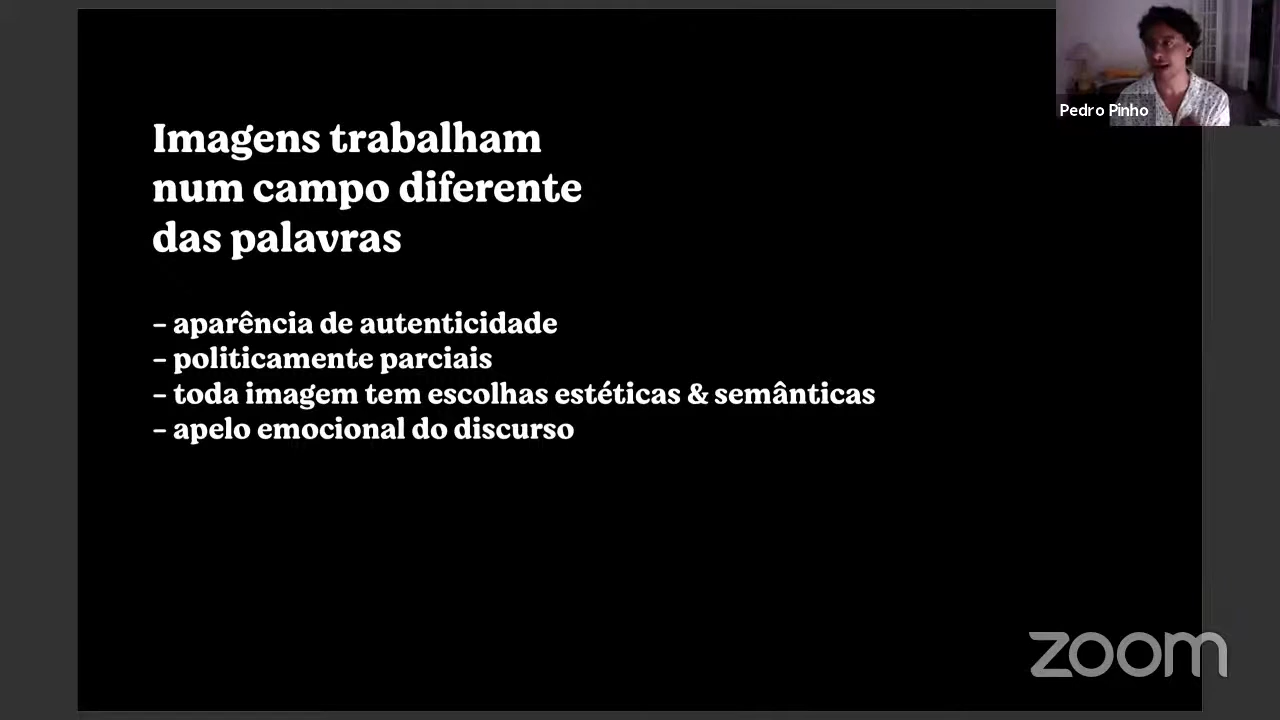 Imagens trabalham
num campo diferente
das palavras
– aparência de autenticidade
– politicamente parciais
– toda imagem tem escolhas estéticas & semânticas
– apelo emocional do discurso
Pedro Pinho
zoom